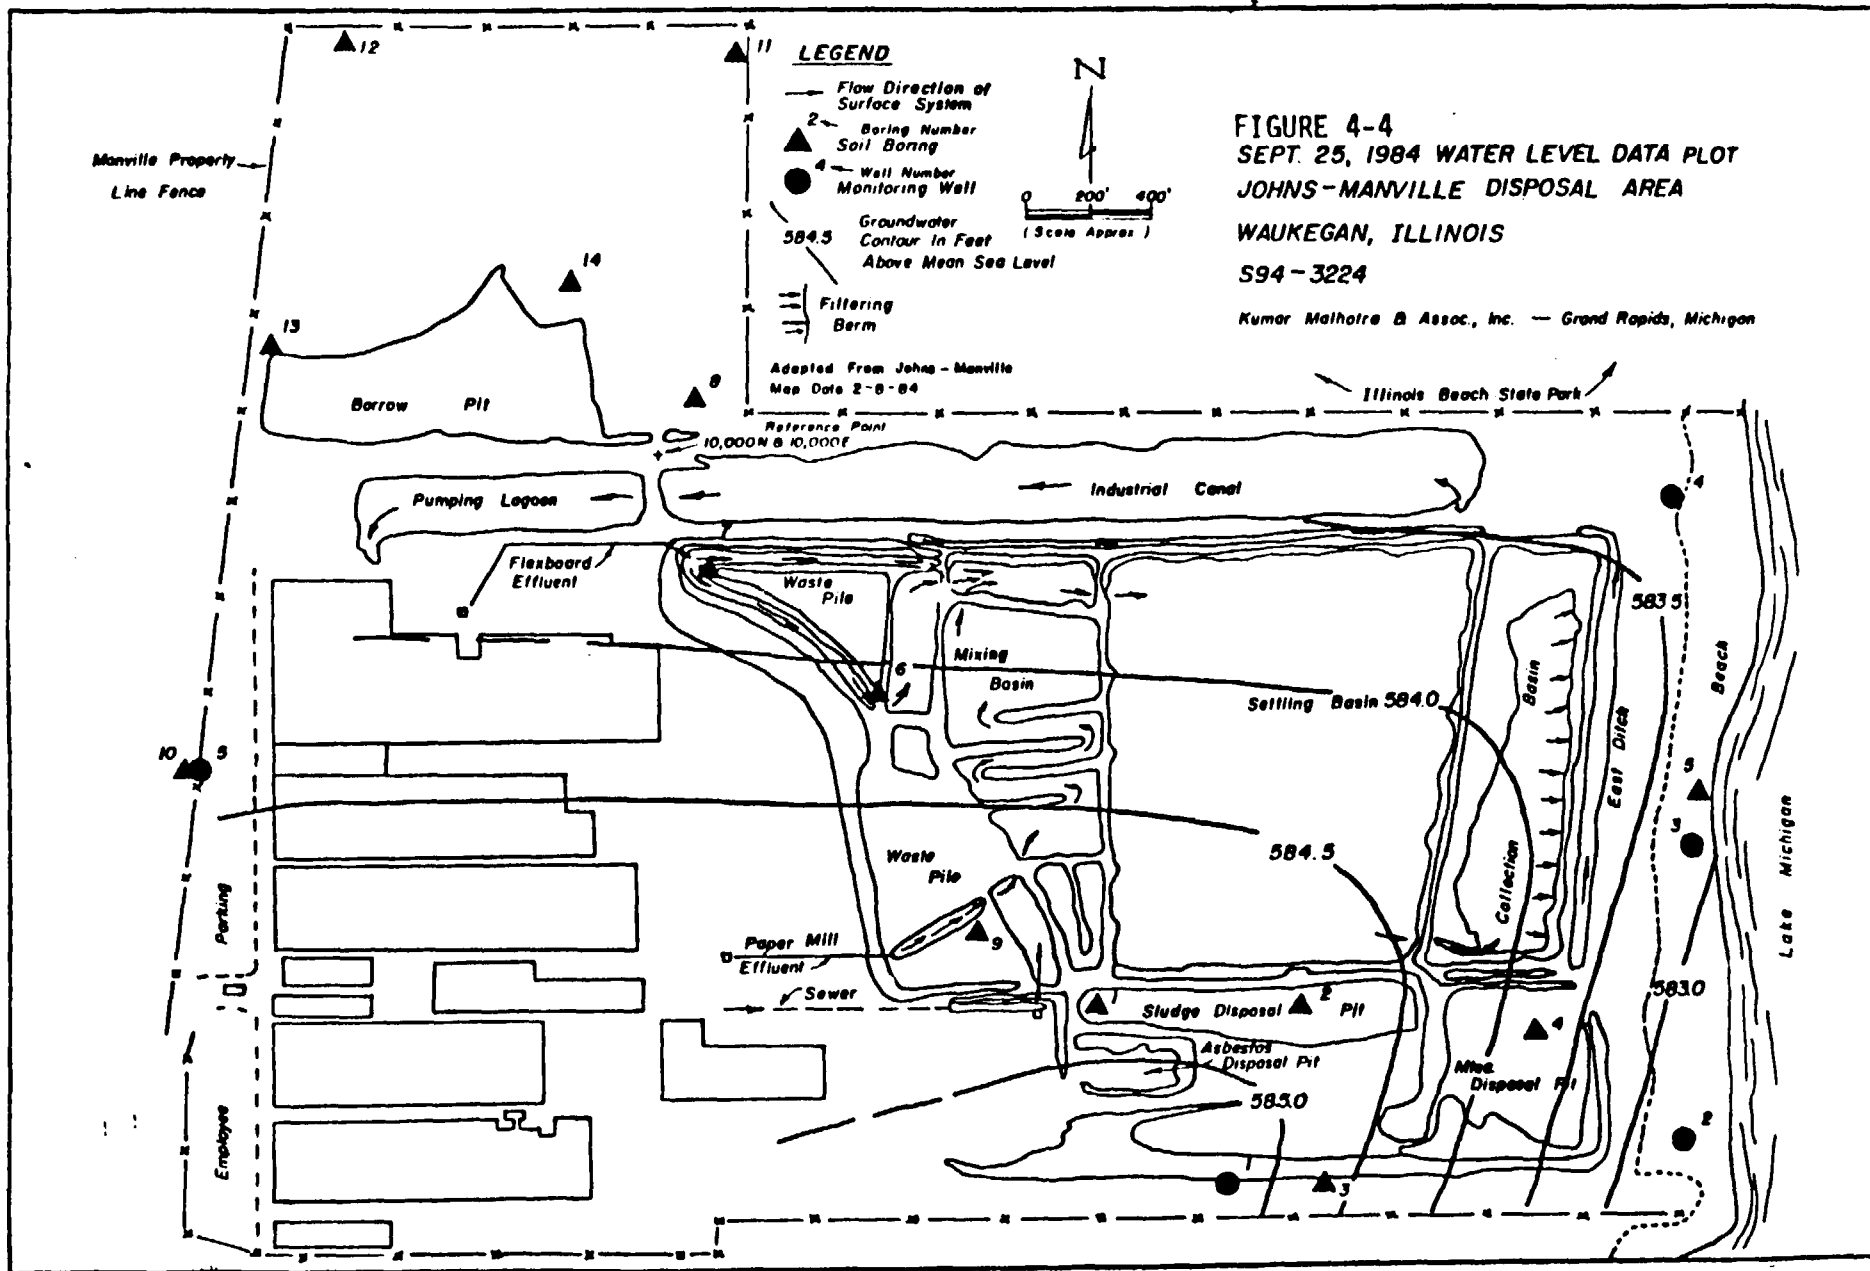 12
11
LEGEND
Flow Direction of
Surface System
2
Boring Number
Soil Boring
4
Well Number
Monitoring Well
584.5
Groundwater
Contour In Feet
Above Mean Sea Level
Filtering
Berm
Adapted From Johns-Manville
Map Date 2-8-84
N
0 200' 400'
( Scale Approx )
FIGURE 4-4
SEPT. 25, 1984 WATER LEVEL DATA PLOT
JOHNS-MANVILLE DISPOSAL AREA
WAUKEGAN, ILLINOIS
S94-3224
Kumar Malhotra & Assoc., Inc. — Grand Rapids, Michigan
Manville Property
Line Fence
14
13
8
Illinois Beach State Park
Borrow Pit
Reference Point
10,000N & 10,000E
Pumping Lagoon
Industrial Canal
4
7
Flexboard
Effluent
Waste
Pile
583.5
6
Mixing
Basin
Settling Basin 584.0
Basin
Beach
East Ditch
10
5
5
3
584.5
Waste
Pile
Collection
Lake Michigan
Parking
Paper Mill
Effluent
9
Sewer
583.0
1
Sludge Disposal Pit
2
4
Asbestos
Disposal Pit
Misc.
Disposal Pit
585.0
Employee
2
1
3